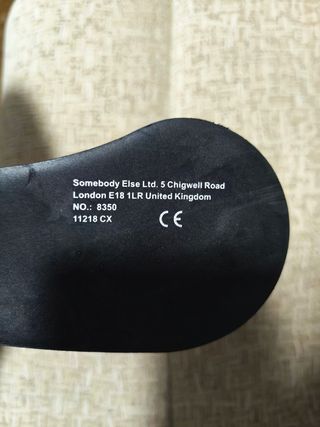 Somebody Else Ltd. 5 Chigwell Road
London E18 1LR United Kingdom
NO.: 8350
11218 CX CE